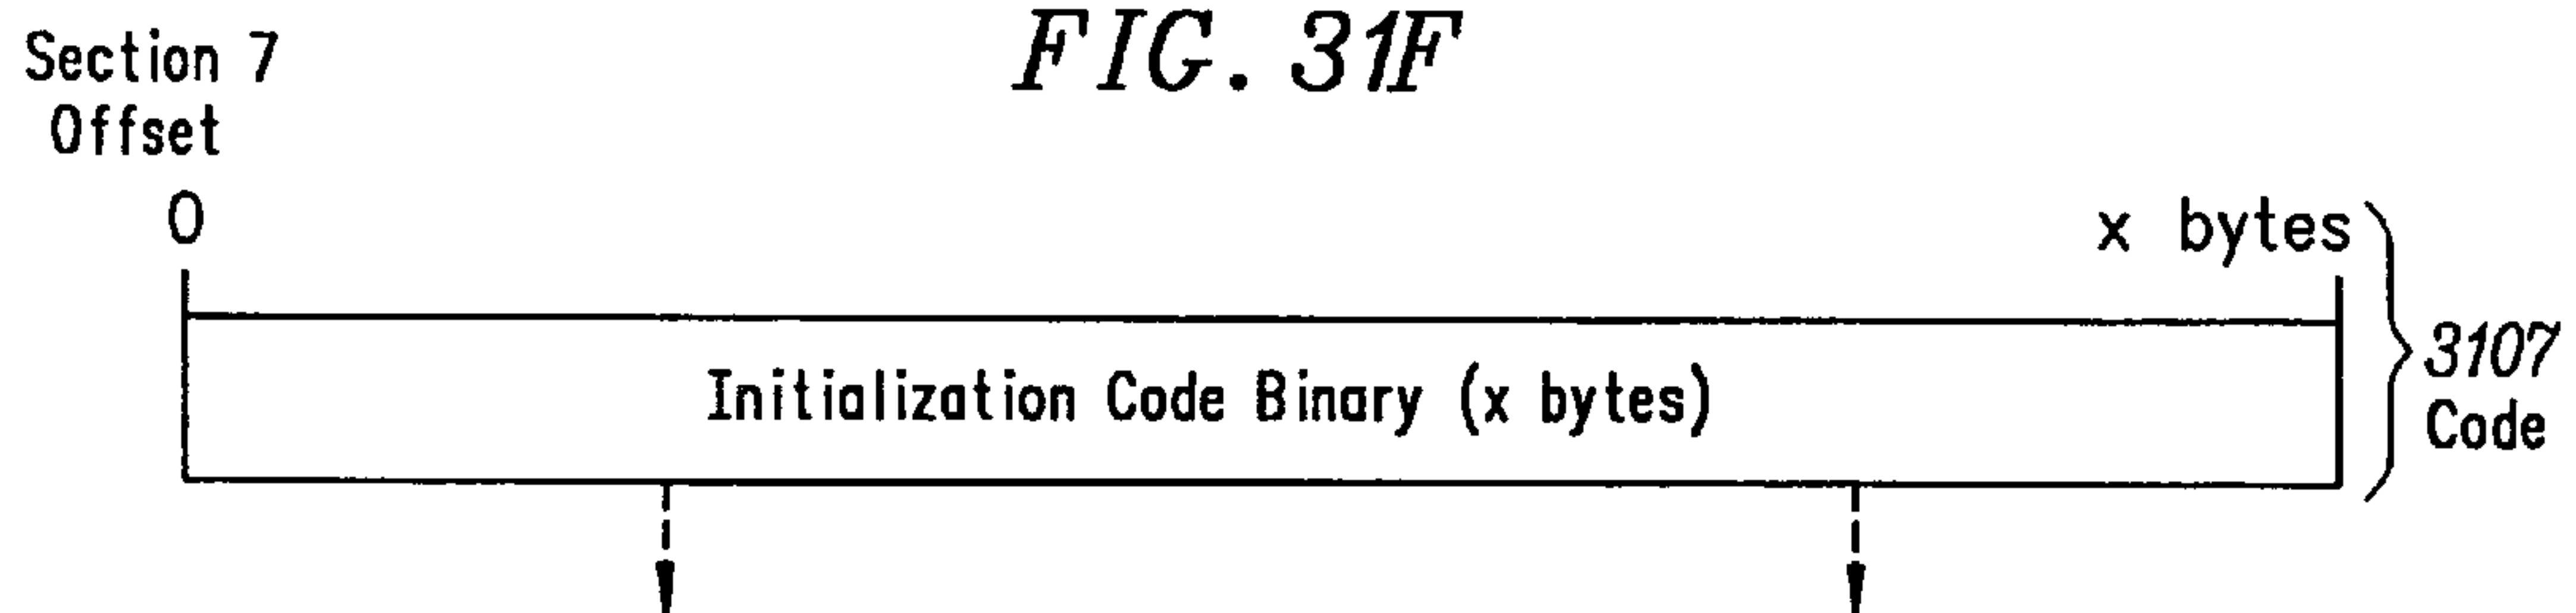 FIG. 31F
Section 7
Offset
0
x bytes
Initialization Code Binary (x bytes)
3107
Code